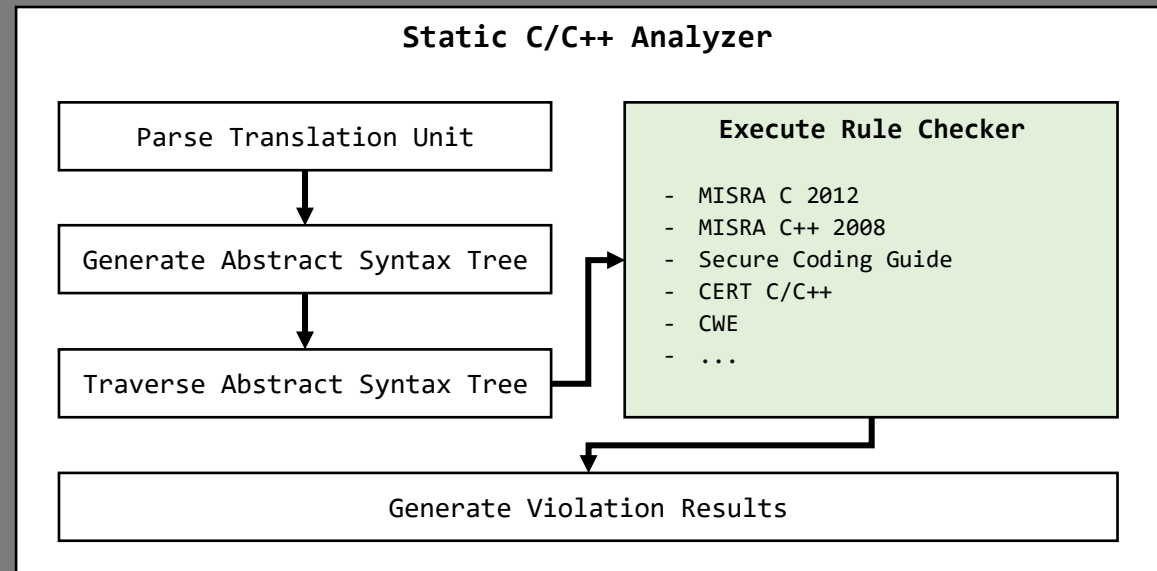 Static C/C++ Analyzer
Parse Translation Unit
Generate Abstract Syntax Tree
Traverse Abstract Syntax Tree
Execute Rule Checker
- MISRA C 2012
- MISRA C++ 2008
- Secure Coding Guide
- CERT C/C++
- CWE
- ...
Generate Violation Results